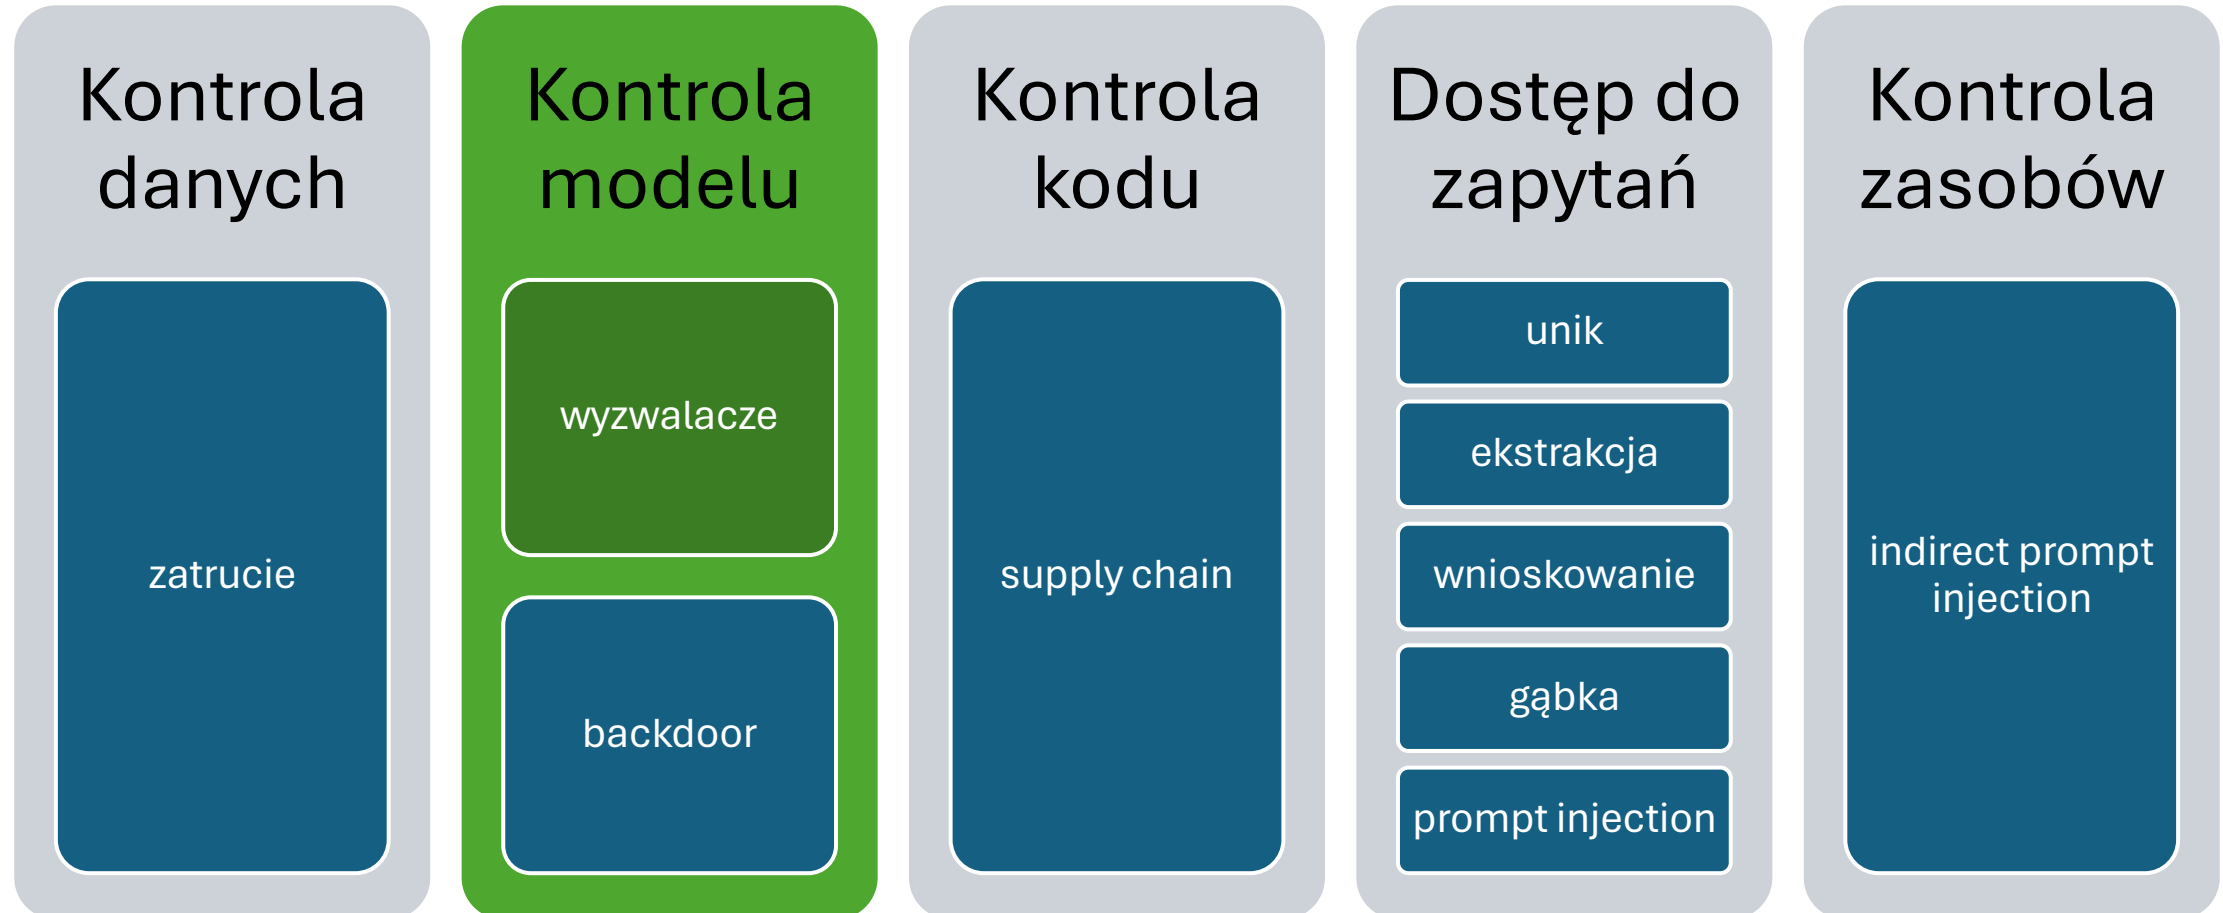 Kontrola
danych
zatrucie
Kontrola
modelu
wyzwalacze
backdoor
Kontrola
kodu
supply chain
Dostęp do
zapytań
unik
ekstrakcja
wnioskowanie
gąbka
prompt injection
Kontrola
zasobów
indirect prompt
injection